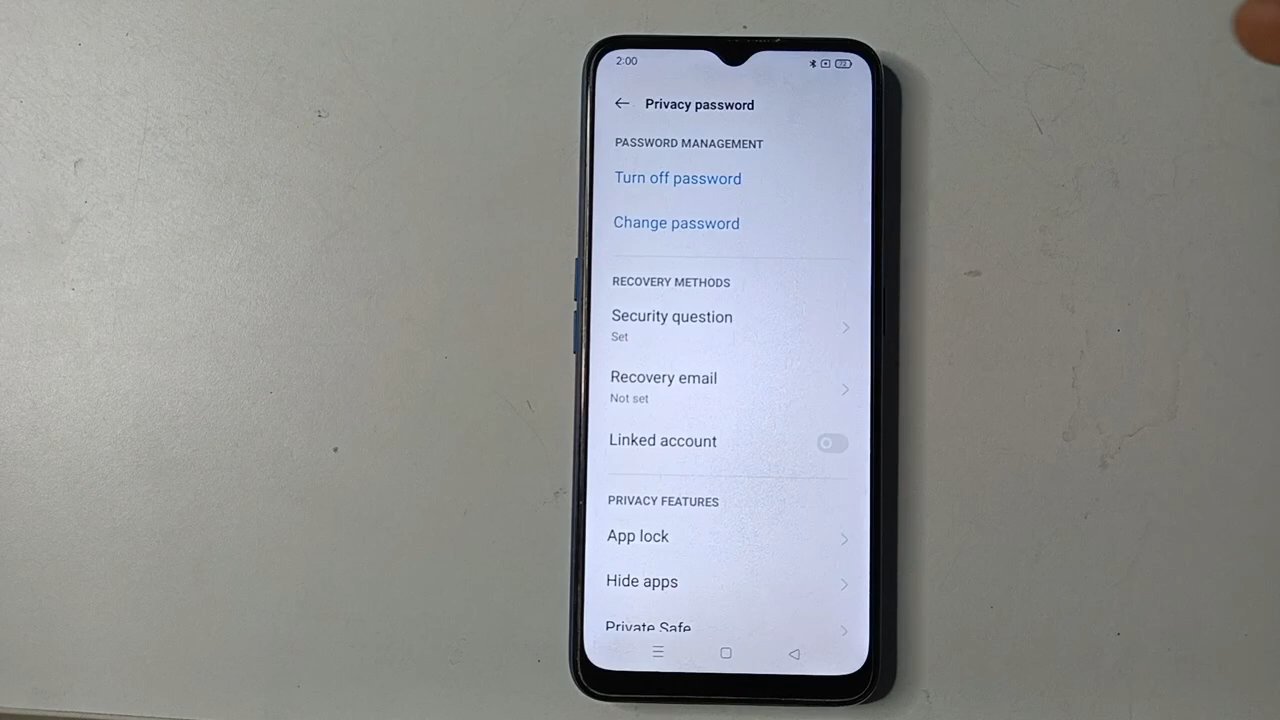 2:00
72
Privacy password
PASSWORD MANAGEMENT
Turn off password
Change password
RECOVERY METHODS
Security question
Set
Recovery email
Not set
Linked account
PRIVACY FEATURES
App lock
Hide apps
Private Safe